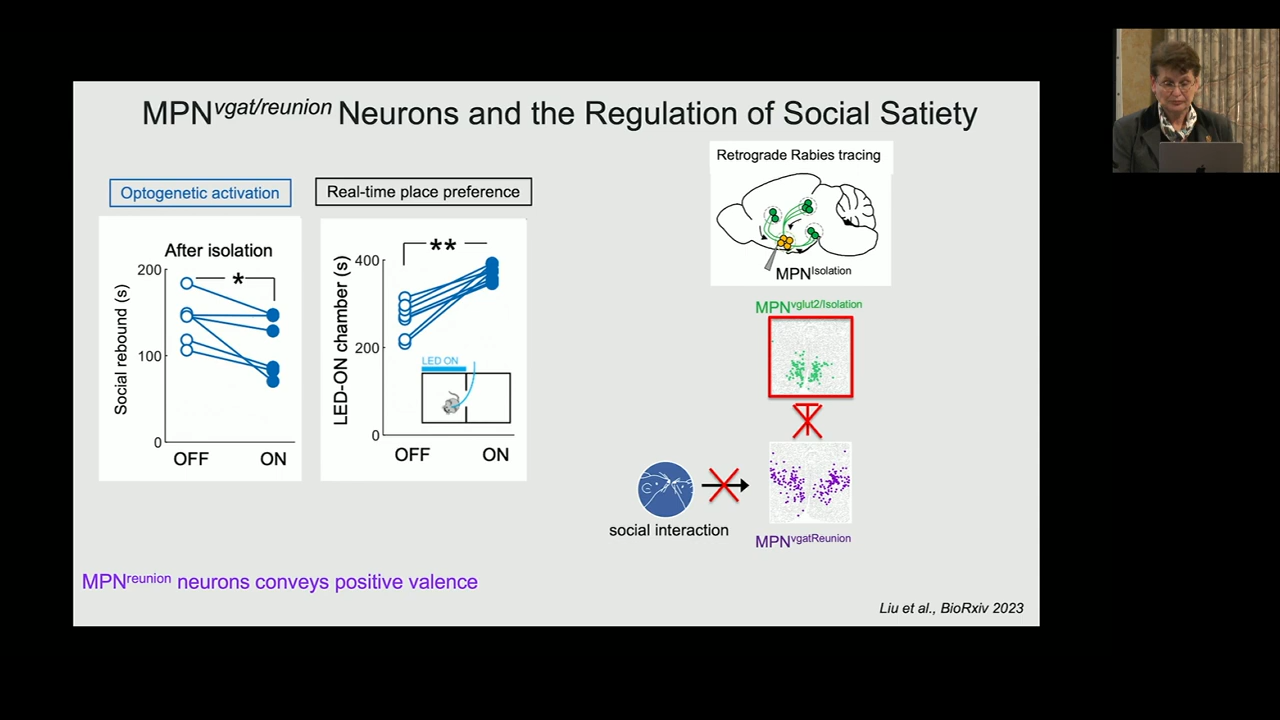 MPNvgat/reunion Neurons and the Regulation of Social Satiety
Optogenetic activation
Real-time place preference
After isolation
*
Social rebound (s)
200
100
0
OFF
ON
**
LED-ON chamber (s)
400
200
0
LED ON
OFF
ON
Retrograde Rabies tracing
MPNIsolation
MPNvglut2/Isolation
social interaction
MPNvgatReunion
MPNreunion neurons conveys positive valence
Liu et al., BioRxiv 2023